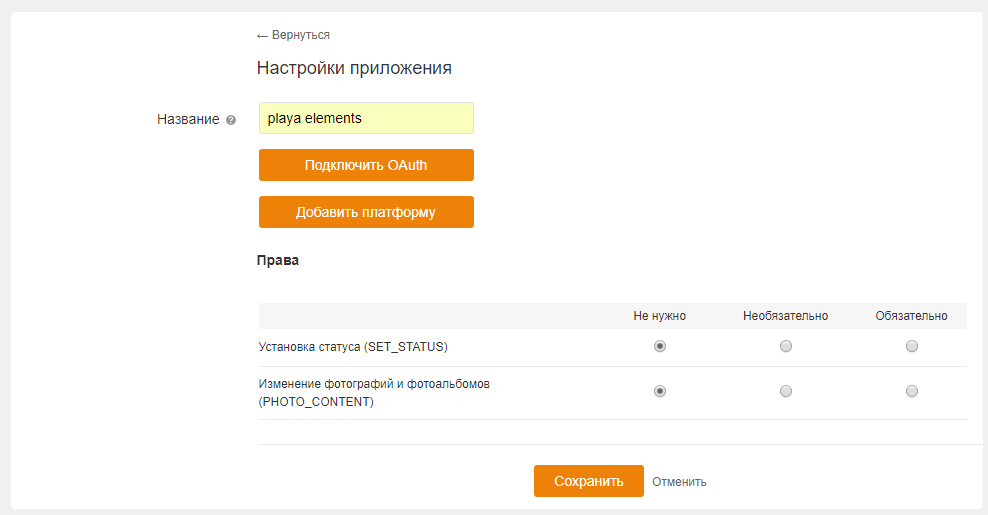 ← Вернуться
Настройки приложения
Название ?
playa elements
Подключить OAuth
Добавить платформу
Права
Не нужно Необязательно Обязательно
Установка статуса (SET_STATUS)
Изменение фотографий и фотоальбомов
(PHOTO_CONTENT)
Сохранить Отменить